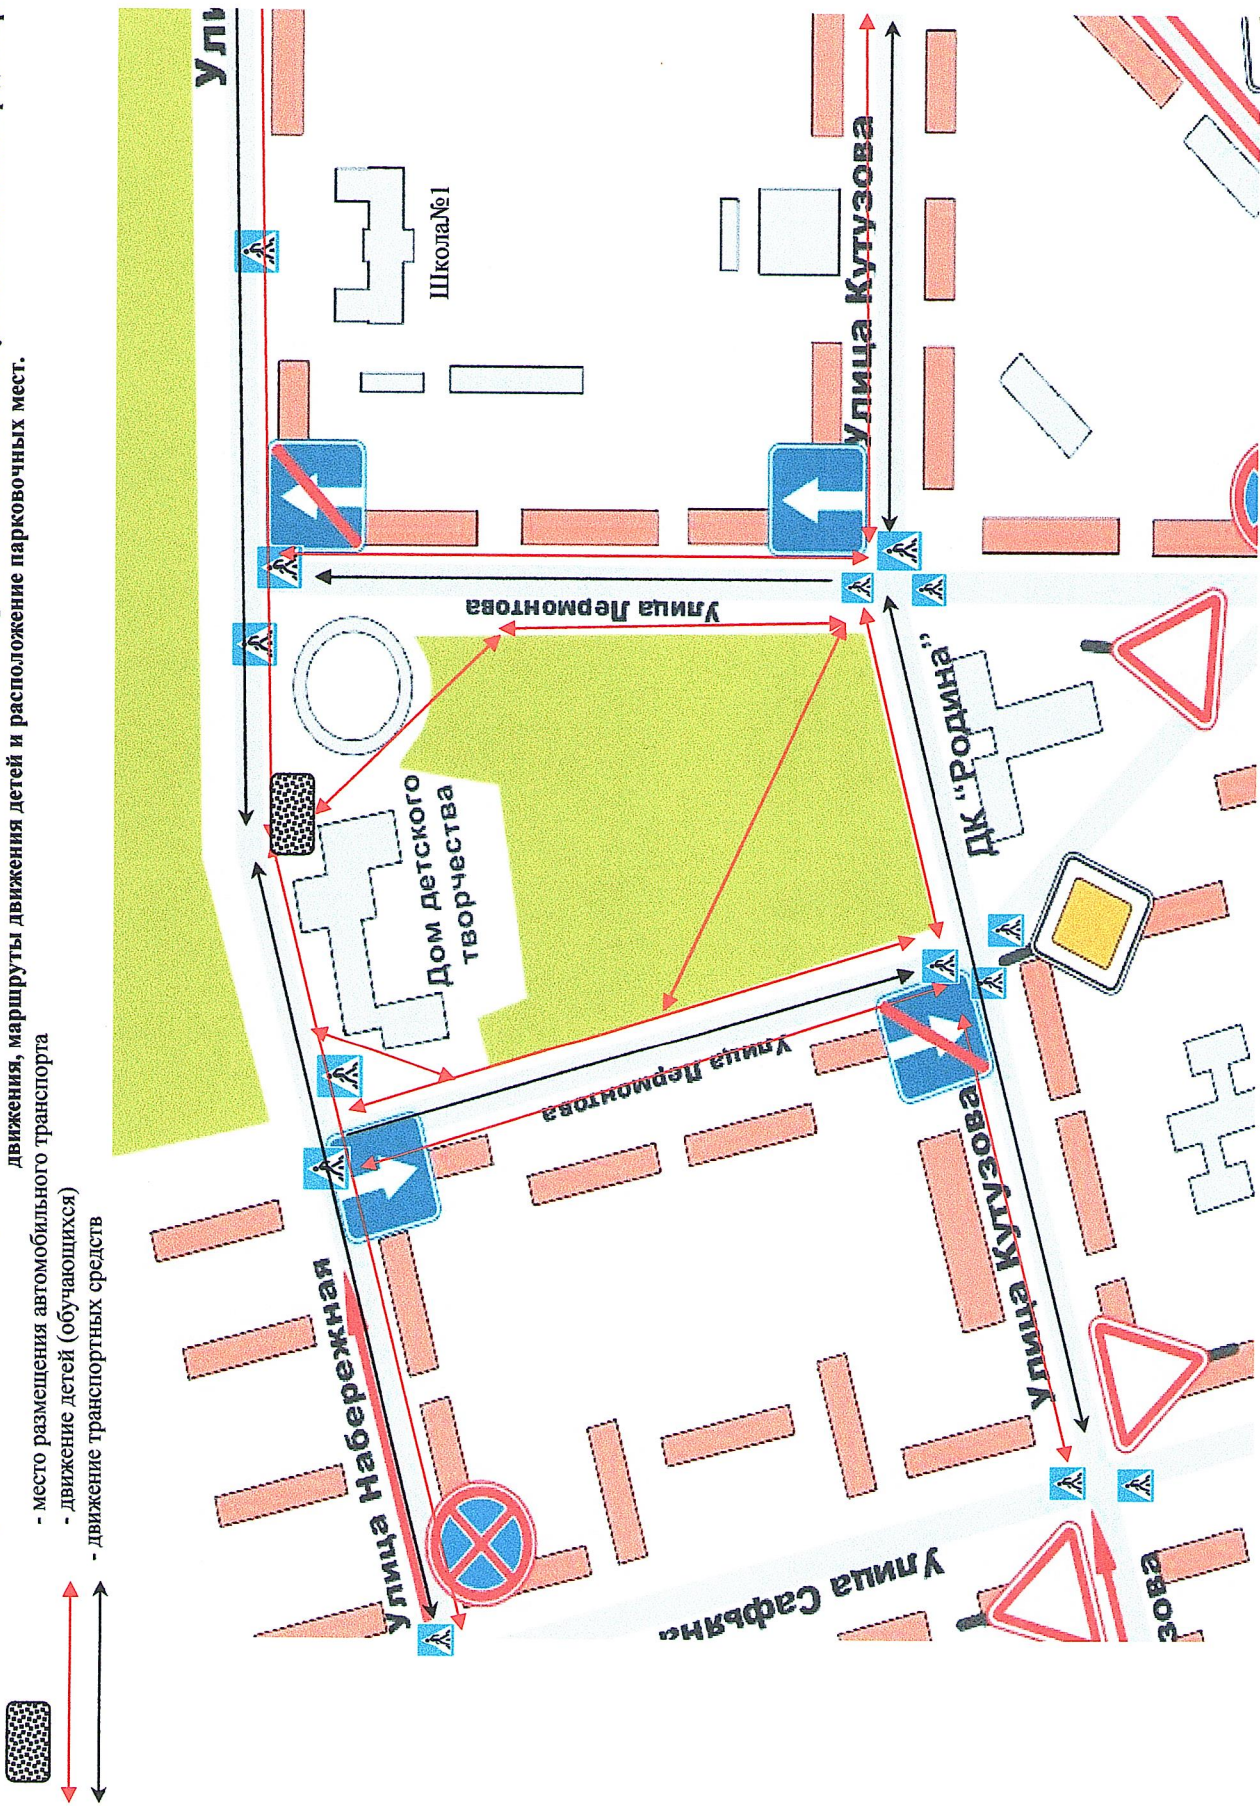 движения, маршруты движения детей и расположение парковочных мест.
- место размещения автомобильного транспорта
- движение детей (обучающихся)
- движение транспортных средств
Ули
Школа№1
Улица Кутузова
Улица Лермонтова
Дом детского
творчества
ДК "Родина"
Улица Лермонтова
Улица Набережная
Улица Кутузова
Улица Сафьяна
зова